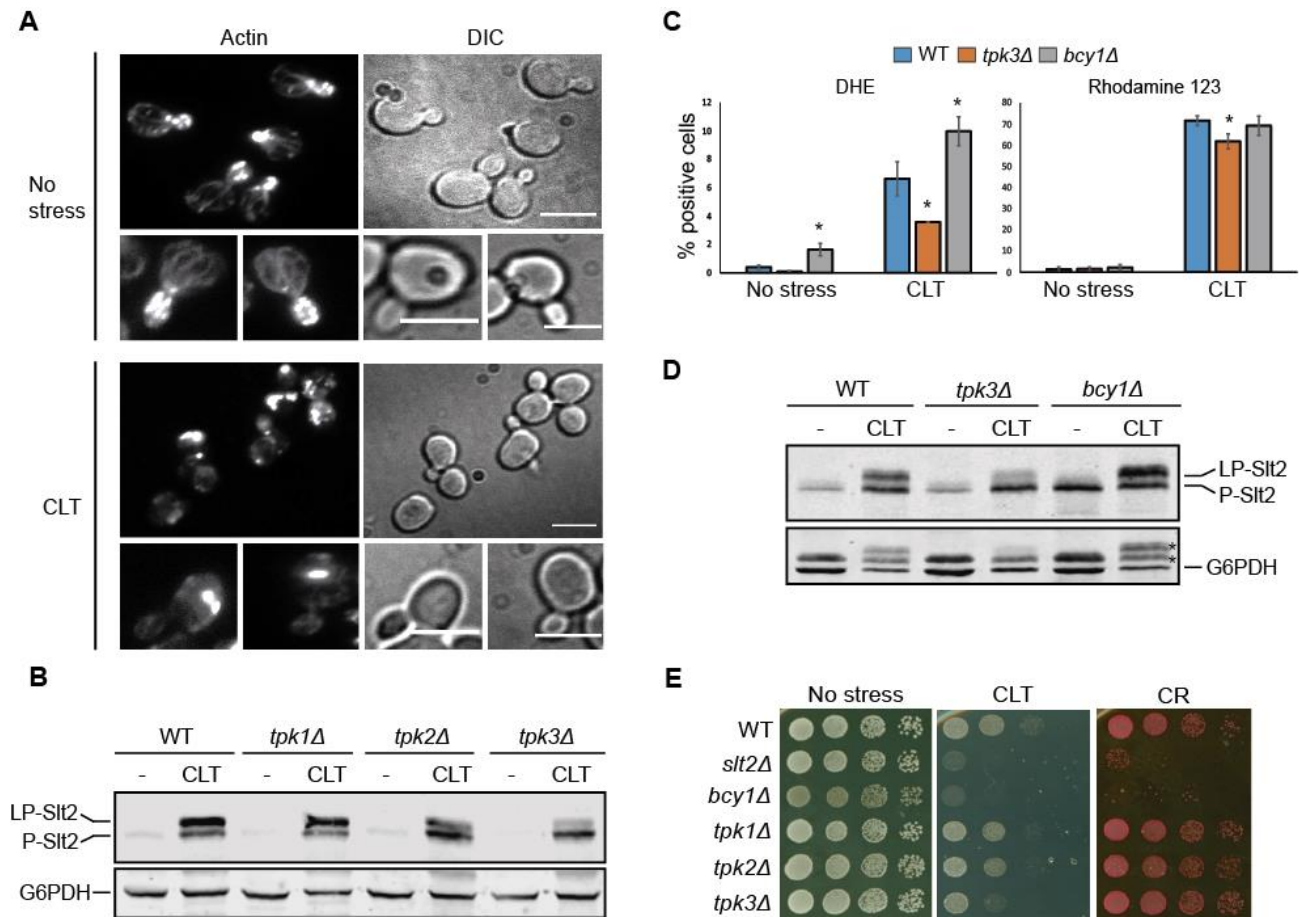 A
Actin DIC
No
stress
CLT
B
WT tpk1Δ tpk2Δ tpk3Δ
- CLT - CLT - CLT - CLT
LP-Slt2
P-Slt2
G6PDH
C
WT tpk3Δ bcy1Δ
DHE Rhodamine 123
% positive cells
12
10
8
6
4
2
0
* * *
No stress CLT
80
70
60
50
40
30
20
10
0
*
No stress CLT
D
WT tpk3Δ bcy1Δ
- CLT - CLT - CLT
LP-Slt2
P-Slt2
*
*
G6PDH
E
No stress CLT CR
WT
slt2Δ
bcy1Δ
tpk1Δ
tpk2Δ
tpk3Δ